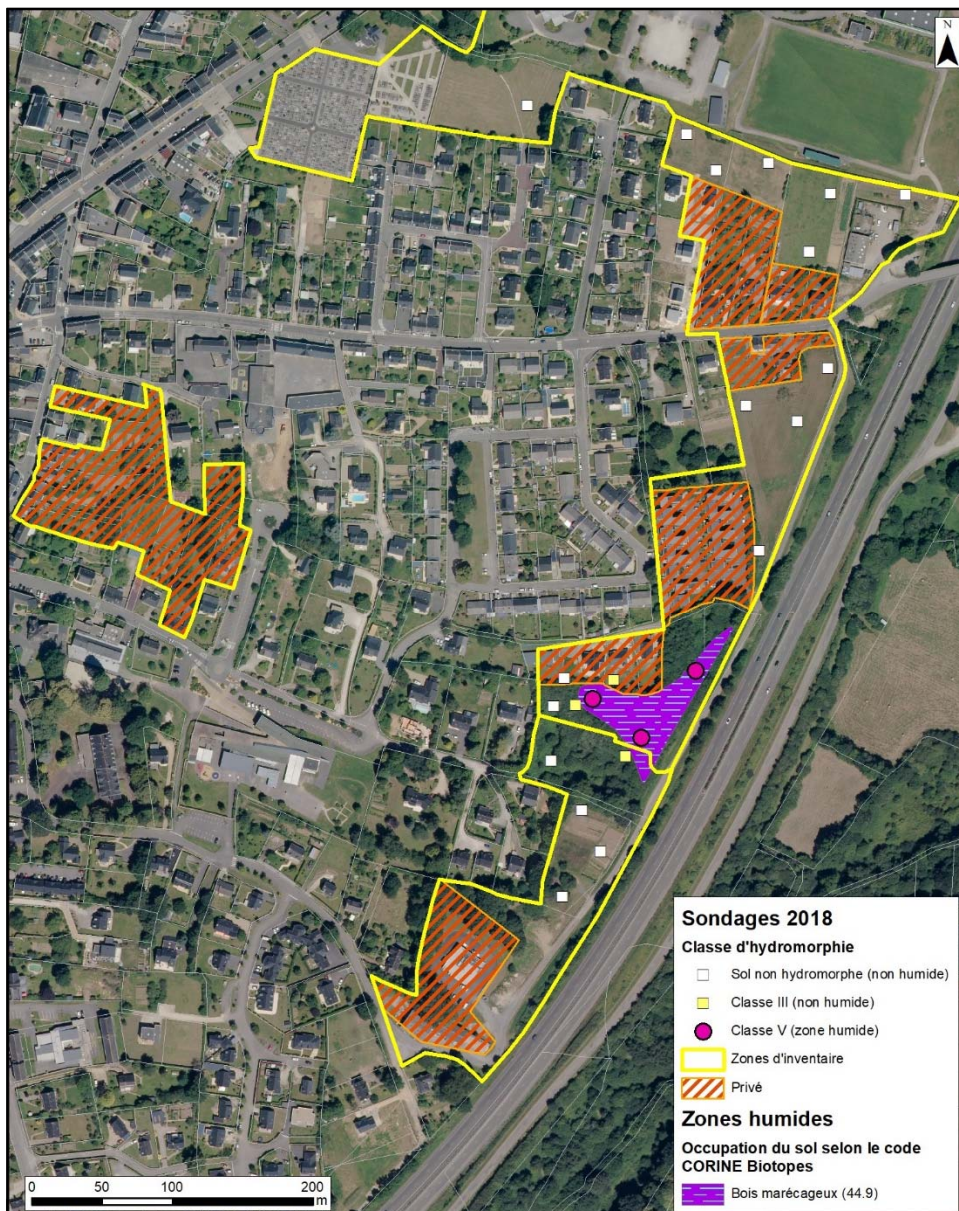 N
Sondages 2018
Classe d'hydromorphie
Sol non hydromorphe (non humide)
Classe III (non humide)
Classe V (zone humide)
Zones d'inventaire
Privé
Zones humides
Occupation du sol selon le code
CORINE Biotopes
Bois marécageux (44.9)
0 50 100 200
m